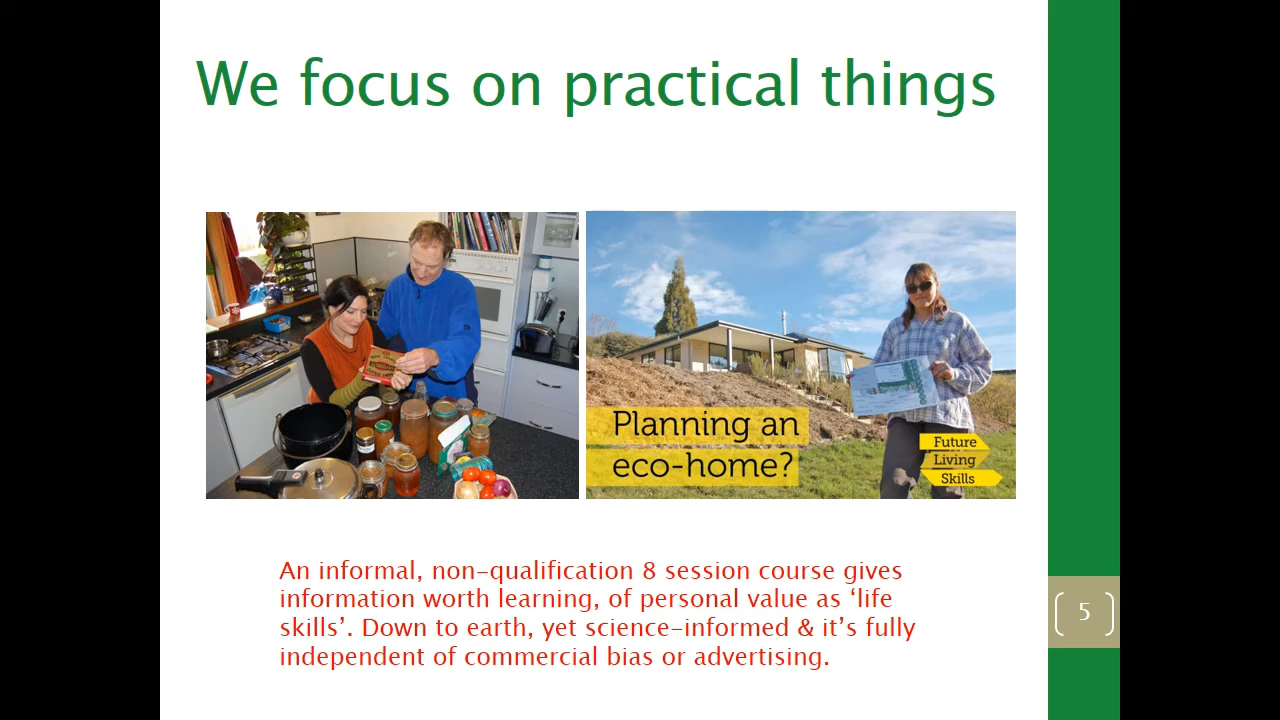 We focus on practical things
Planning an
eco-home?
Future
Living
Skills
An informal, non-qualification 8 session course gives
information worth learning, of personal value as ‘life
skills’. Down to earth, yet science-informed & it’s fully
independent of commercial bias or advertising.
5